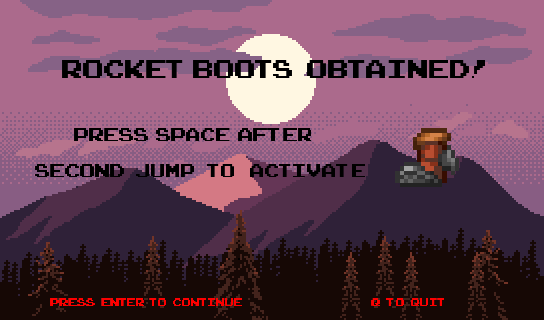 ROCKET BOOTS OBTAINED!
PRESS SPACE AFTER
SECOND JUMP TO ACTIVATE
PRESS ENTER TO CONTINUE
Q TO QUIT